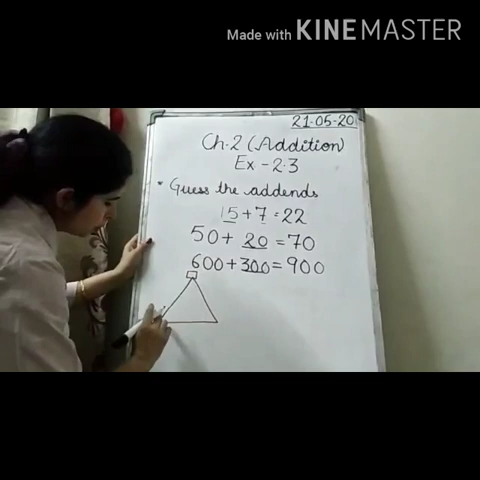 Made with KINEMASTER
21-05-20
Ch.2 (Addition)
Ex - 2.3
• Guess the addends
15 + 7 = 22
50 + 20 = 70
600 + 300 = 900